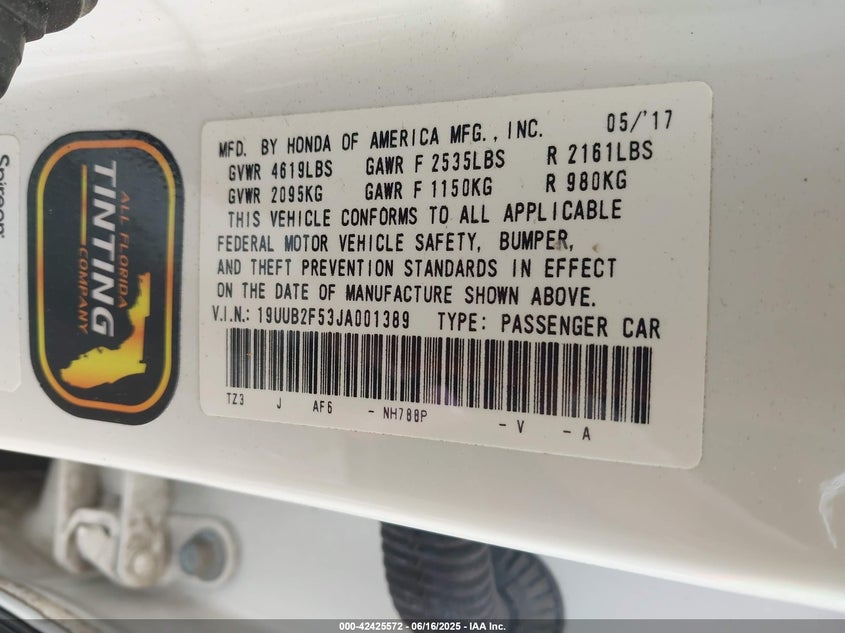 MFD. BY HONDA OF AMERICA MFG., INC. 05/'17
GVWR 4619LBS GAWR F 2535LBS R 2161LBS
GVWR 2095KG GAWR F 1150KG R 980KG
THIS VEHICLE CONFORMS TO ALL APPLICABLE
FEDERAL MOTOR VEHICLE SAFETY, BUMPER,
AND THEFT PREVENTION STANDARDS IN EFFECT
ON THE DATE OF MANUFACTURE SHOWN ABOVE.
V.I.N.: 19UUB2F53JA001389 TYPE: PASSENGER CAR
TZ3 J AF6 - NH788P - V - A
ALL FLORIDA
TINTING
COMPANY
000-42425572 - 06/16/2025 - IAA Inc.